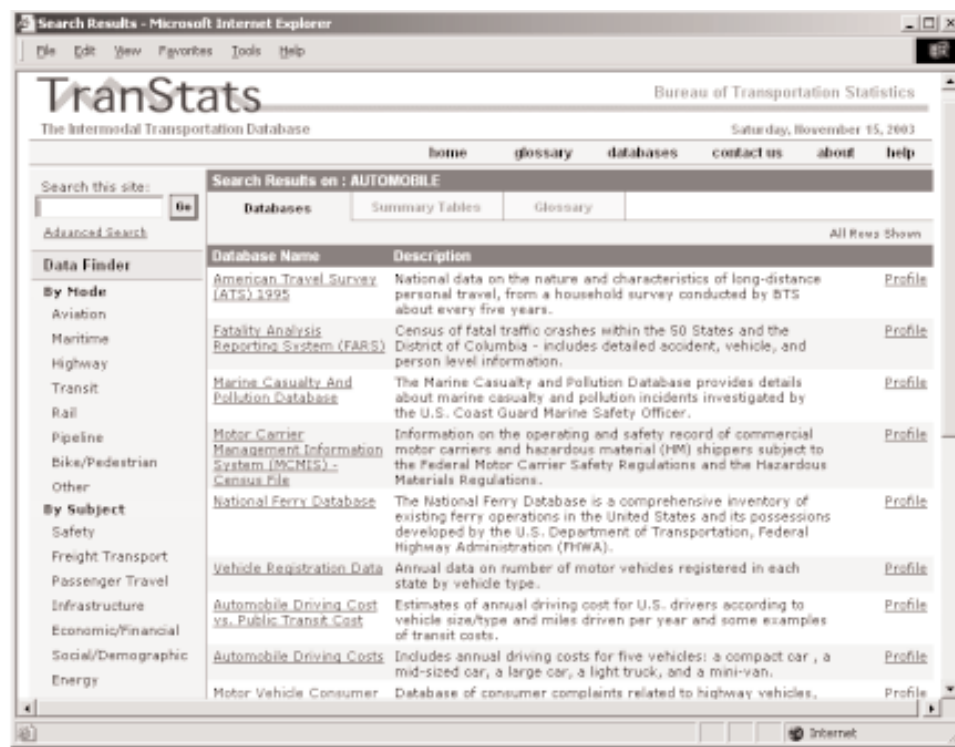 Search Results - Microsoft Internet Explorer
File Edit View Favorites Tools Help
TranStats
Bureau of Transportation Statistics
The Intermodal Transportation Database
Saturday, November 15, 2003
home glossary databases contact us about help
Search this site:
Go
Advanced Search
Data Finder
By Mode
Aviation
Maritime
Highway
Transit
Rail
Pipeline
Bike/Pedestrian
Other
By Subject
Safety
Freight Transport
Passenger Travel
Infrastructure
Economic/Financial
Social/Demographic
Energy
Search Results on : AUTOMOBILE
Databases Summary Tables Glossary
All Rows Shown
Database Name Description
American Travel Survey National data on the nature and characteristics of long-distance Profile
(ATS) 1995 personal travel, from a household survey conducted by BTS
about every five years.
Fatality Analysis Census of fatal traffic crashes within the 50 States and the Profile
Reporting System (FARS) District of Columbia - includes detailed accident, vehicle, and
person level information.
Marine Casualty And The Marine Casualty and Pollution Database provides details Profile
Pollution Database about marine casualty and pollution incidents investigated by
the U.S. Coast Guard Marine Safety Officer.
Motor Carrier Information on the operating and safety record of commercial Profile
Management Information motor carriers and hazardous material (HM) shippers subject to
System (MCMIS) - the Federal Motor Carrier Safety Regulations and the Hazardous
Census File Materials Regulations.
National Ferry Database The National Ferry Database is a comprehensive inventory of Profile
existing ferry operations in the United States and its possessions
developed by the U.S. Department of Transportation, Federal
Highway Administration (FHWA).
Vehicle Registration Data Annual data on number of motor vehicles registered in each Profile
state by vehicle type.
Automobile Driving Cost Estimates of annual driving cost for U.S. drivers according to Profile
vs. Public Transit Cost vehicle size/type and miles driven per year and some examples
of transit costs.
Automobile Driving Costs Includes annual driving costs for five vehicles: a compact car , a Profile
mid-sized car, a large car, a light truck, and a mini-van.
Motor Vehicle Consumer Database of consumer complaints related to highway vehicles, Profile
Internet